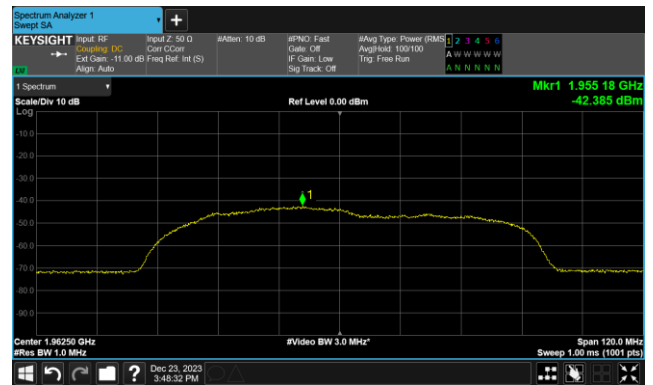 Spectrum Analyzer 1
Swept SA
+
KEYSIGHT Input: RF Input Z: 50 Ω #Atten: 10 dB #PNO: Fast #Avg Type: Power (RMS 1 2 3 4 5 6
Coupling: DC Corr CCorr Gate: Off Avg|Hold: 100/100 A W W W W W
Ext Gain: -11.00 dB Freq Ref: Int (S) IF Gain: Low Trig: Free Run
Align: Auto Sig Track: Off A N N N N N
1 Spectrum Mkr1 1.955 18 GHz
Scale/Div 10 dB Ref Level 0.00 dBm -42.385 dBm
Log
-10.0
-20.0
-30.0
-40.0
1
-50.0
-60.0
-70.0
-80.0
-90.0
Center 1.96250 GHz #Video BW 3.0 MHz* Span 120.0 MHz
#Res BW 1.0 MHz Sweep 1.00 ms (1001 pts)
? Dec 23, 2023
3:48:32 PM